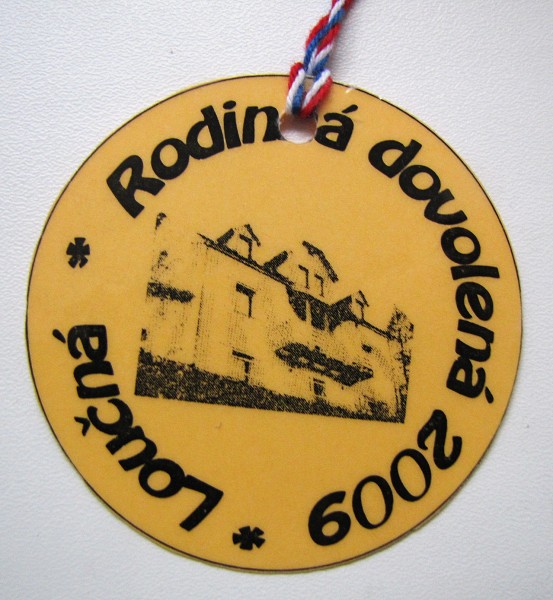 Rodinná dovolená 2009
* Loučná *